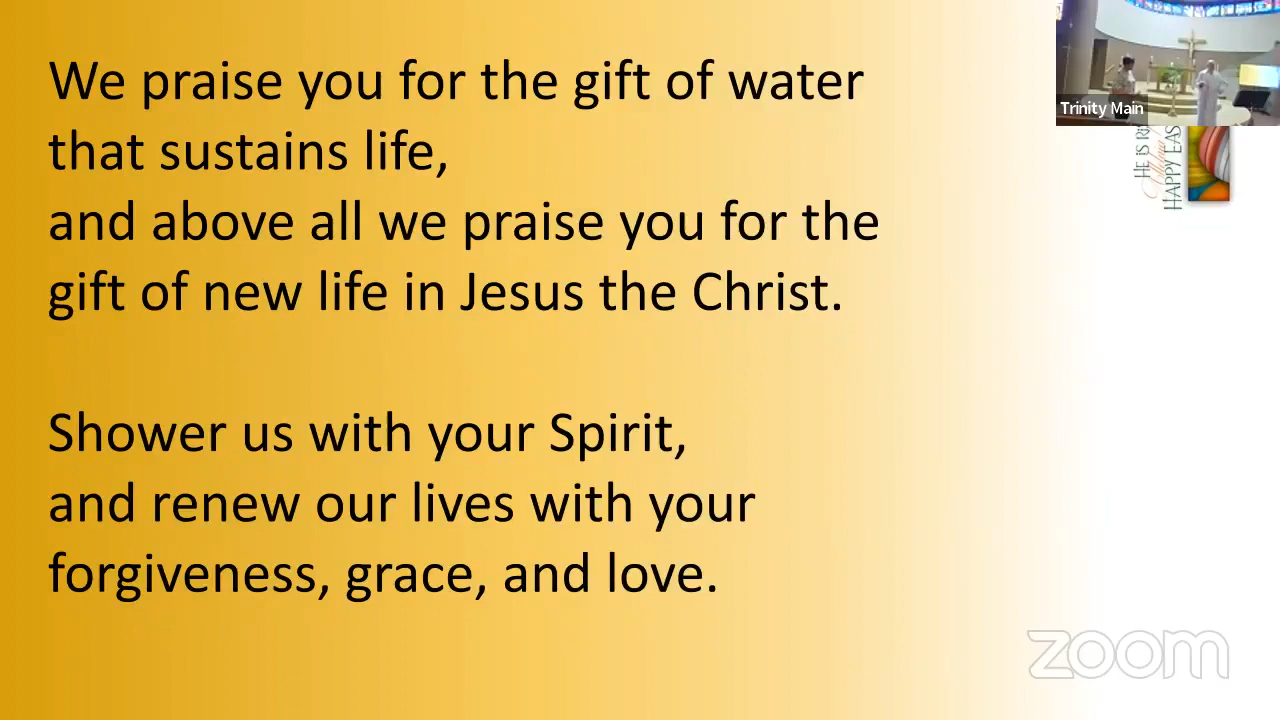 We praise you for the gift of water
that sustains life,
and above all we praise you for the
gift of new life in Jesus the Christ.
Shower us with your Spirit,
and renew our lives with your
forgiveness, grace, and love.
Trinity Main
HE IS
HAPPY
zoom